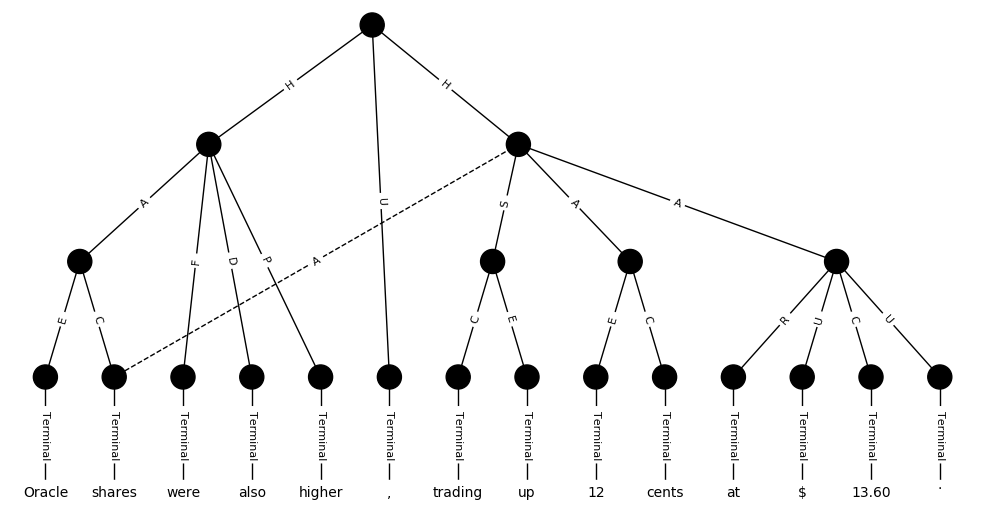 H H
A F D P U A S A A
E C C E E C R U C U
Terminal Terminal Terminal Terminal Terminal Terminal Terminal Terminal Terminal Terminal Terminal Terminal Terminal Terminal
Oracle shares were also higher , trading up 12 cents at $ 13.60 .